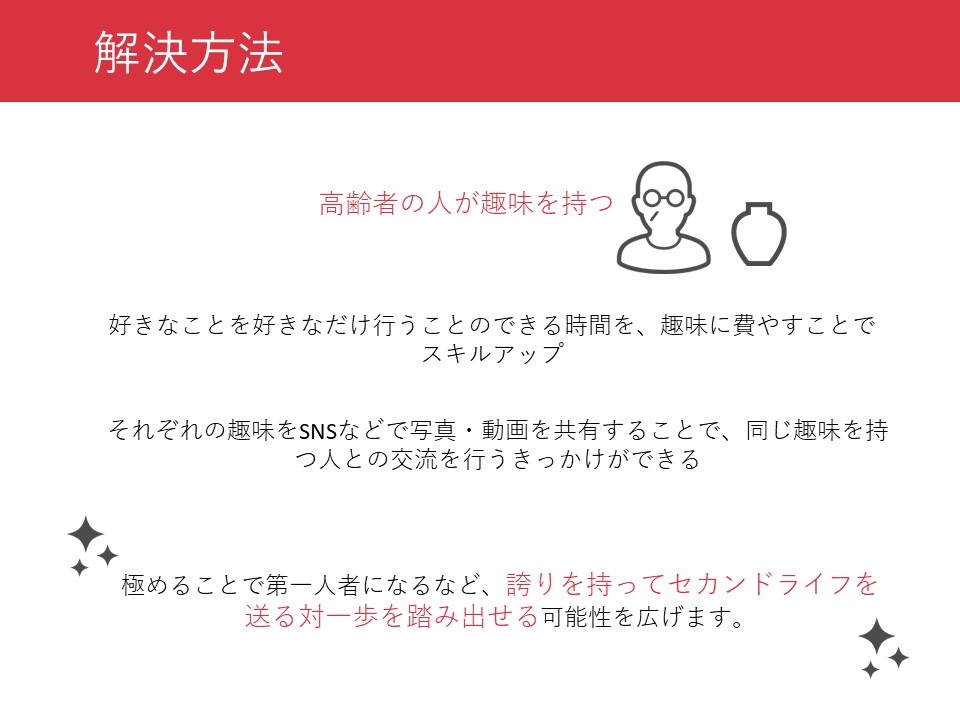 解決方法
高齢者の人が趣味を持つ
好きなことを好きなだけ行うことのできる時間を、趣味に費やすことで
スキルアップ
それぞれの趣味をSNSなどで写真・動画を共有することで、同じ趣味を持
つ人との交流を行うきっかけができる
極めることで第一人者になるなど、誇りを持ってセカンドライフを
送る対一歩を踏み出せる可能性を広げます。